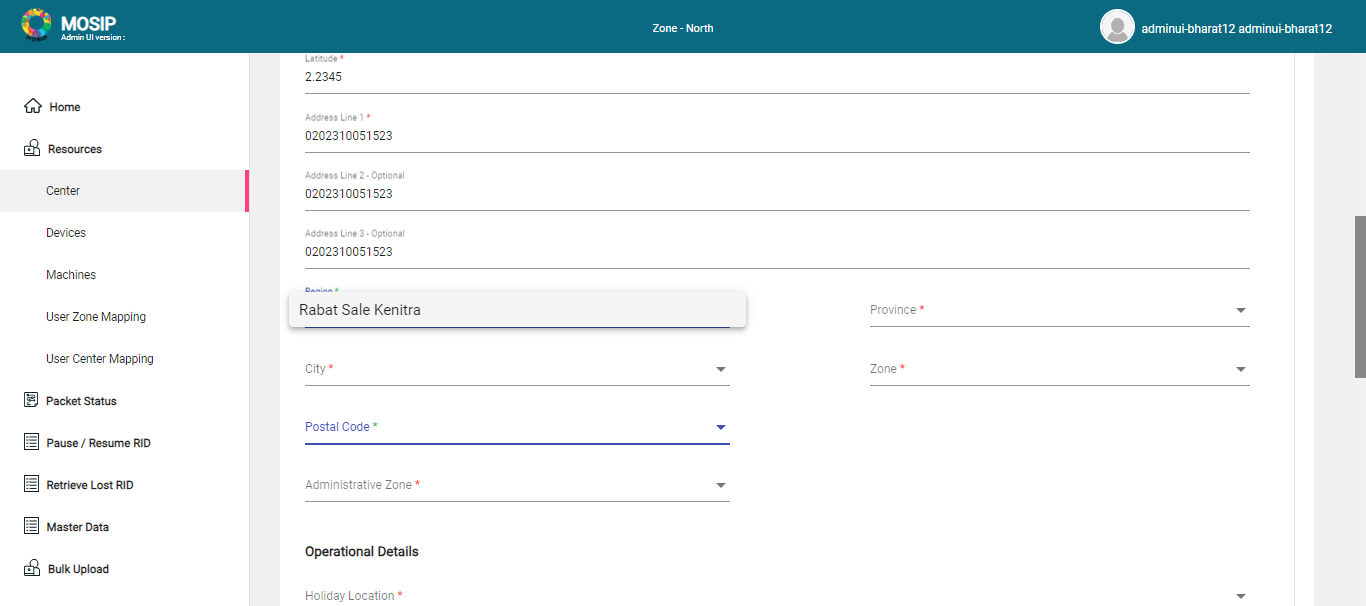 MOSIP
Admin UI version :
Zone - North
adminui-bharat12 adminui-bharat12
Home
Resources
Center
Devices
Machines
User Zone Mapping
User Center Mapping
Packet Status
Pause / Resume RID
Retrieve Lost RID
Master Data
Bulk Upload
Latitude *
2.2345
Address Line 1 *
0202310051523
Address Line 2 - Optional
0202310051523
Address Line 3 - Optional
0202310051523
Region *
Rabat Sale Kenitra
Province *
City *
Zone *
Postal Code *
Administrative Zone *
Operational Details
Holiday Location *